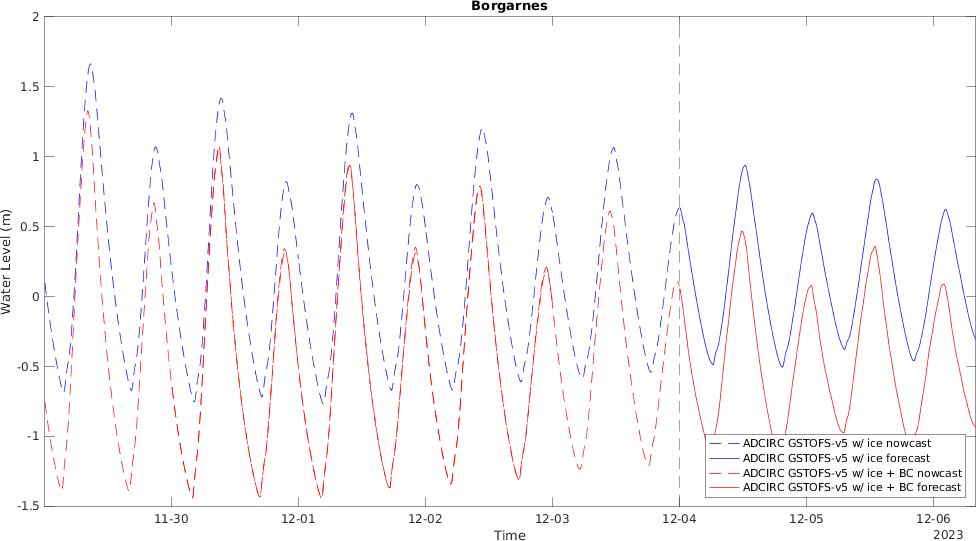 Borgarnes
2
1.5
1
0.5
0
-0.5
-1
-1.5
Water Level (m)
11-30
12-01
12-02
12-03
12-04
12-05
12-06
Time
2023
ADCIRC GSTOFS-v5 w/ ice nowcast
ADCIRC GSTOFS-v5 w/ ice forecast
ADCIRC GSTOFS-v5 w/ ice + BC nowcast
ADCIRC GSTOFS-v5 w/ ice + BC forecast